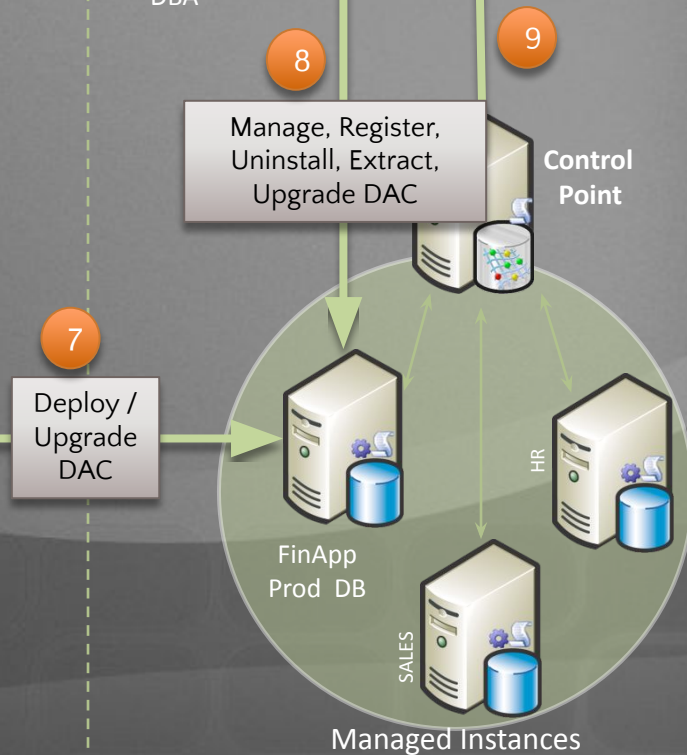 DBA
8
9
Manage, Register,
Uninstall, Extract,
Upgrade DAC
Control
Point
7
Deploy /
Upgrade
DAC
HR
FinApp
Prod DB
SALES
Managed Instances